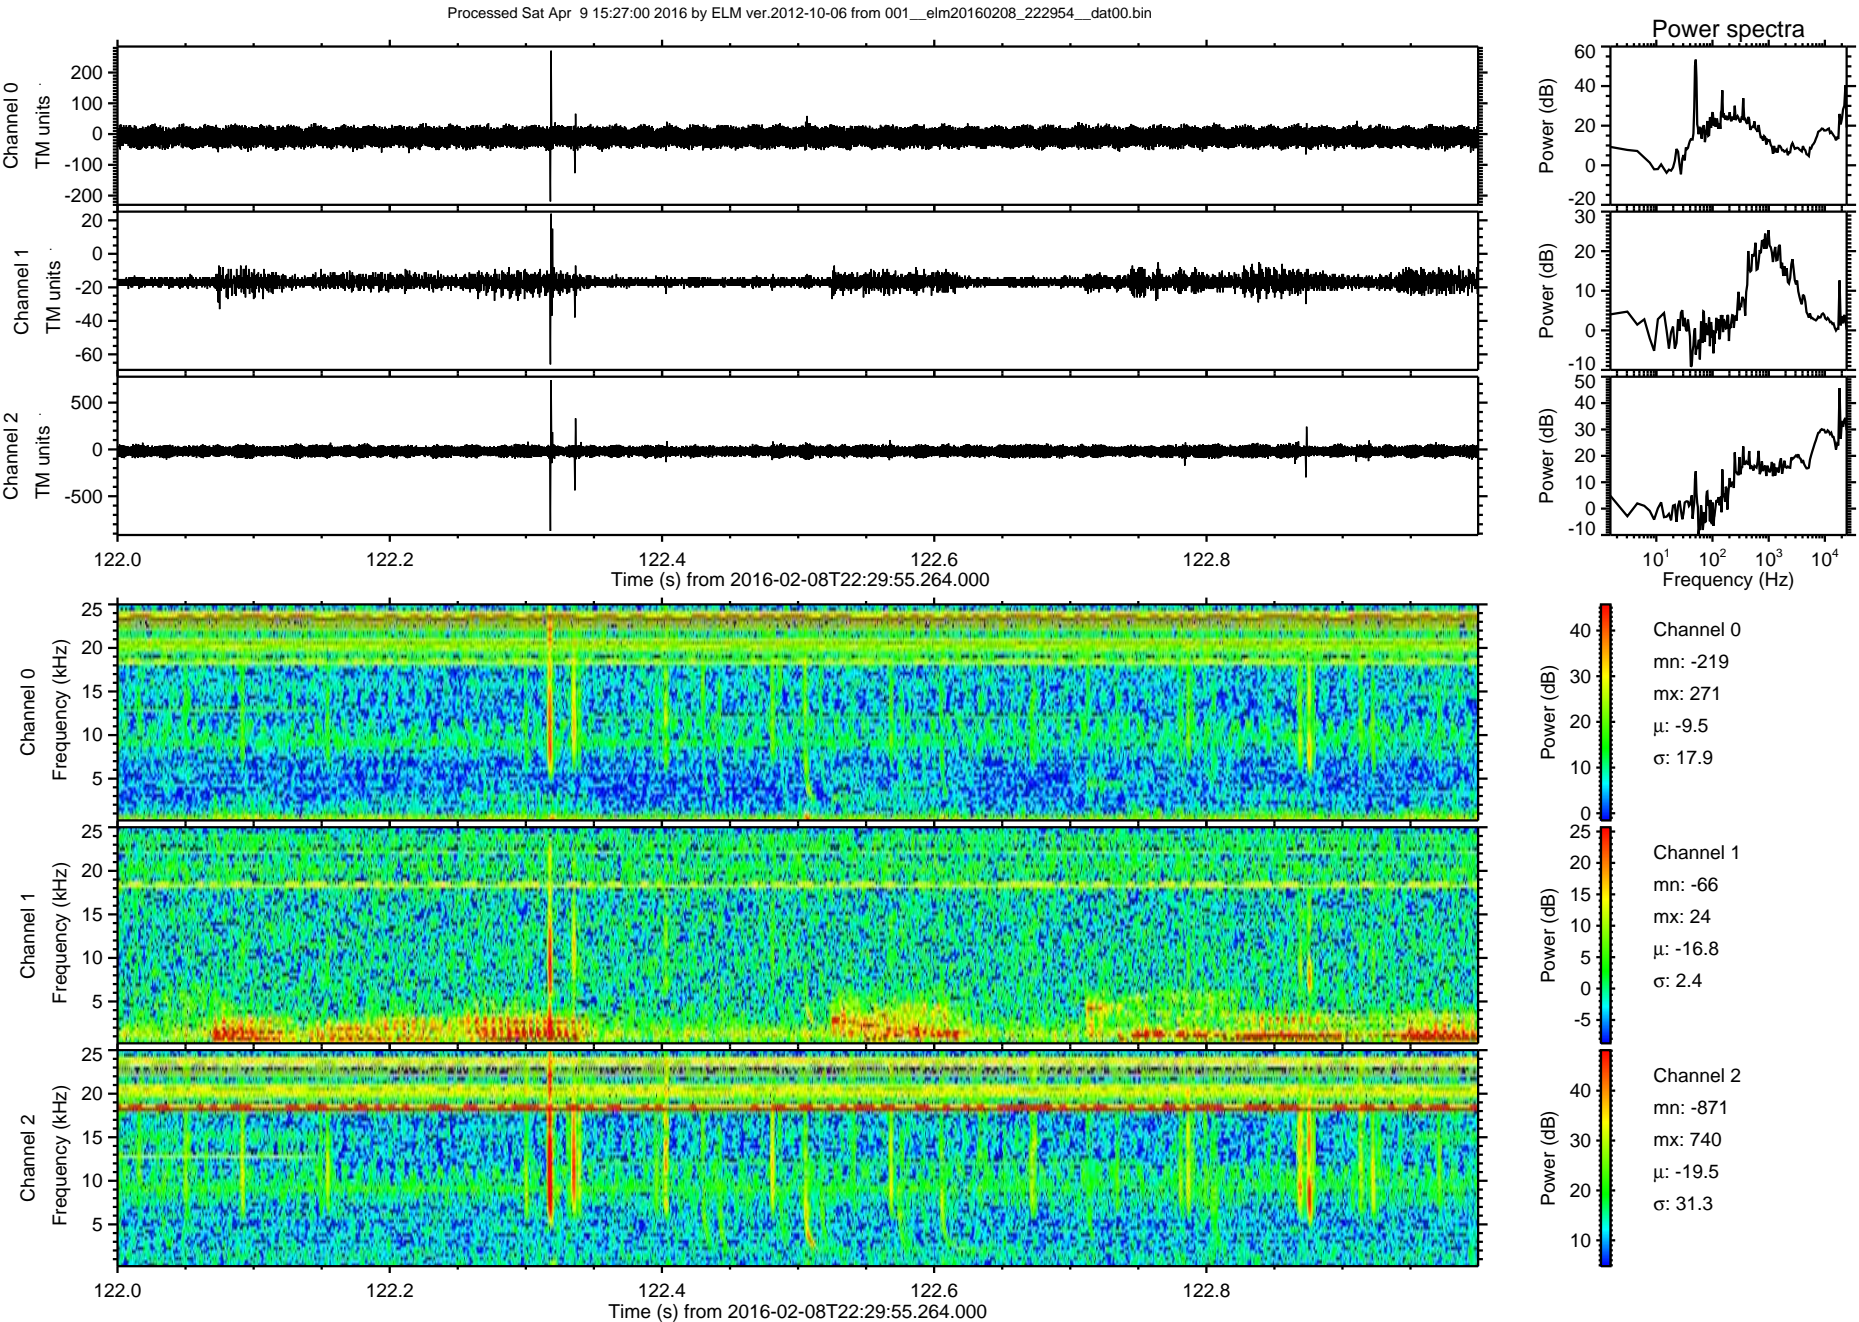 Processed Sat Apr  9 15:27:00 2016 by ELM ver.2012-10-06 from 001__elm20160208_222954__dat00.bin
Power spectra
Channel 0
TM units
200
100
0
-100
-200
Power (dB)
60
40
20
0
-20
Channel 1
TM units
20
0
-20
-40
-60
Power (dB)
30
20
10
0
-10
Channel 2
TM units
500
0
-500
Power (dB)
50
40
30
20
10
0
-10
122.0 122.2 122.4 122.6 122.8
Time (s) from 2016-02-08T22:29:55.264.000
10¹ 10² 10³ 10⁴
Frequency (Hz)
Channel 0
Frequency (kHz)
25
20
15
10
5
Power (dB)
40
30
20
10
0
Channel 0
mn: -219
mx: 271
μ: -9.5
σ: 17.9
Channel 1
Frequency (kHz)
25
20
15
10
5
Power (dB)
25
20
15
10
5
0
-5
Channel 1
mn: -66
mx: 24
μ: -16.8
σ: 2.4
Channel 2
Frequency (kHz)
25
20
15
10
5
Power (dB)
40
30
20
10
Channel 2
mn: -871
mx: 740
μ: -19.5
σ: 31.3
122.0 122.2 122.4 122.6 122.8
Time (s) from 2016-02-08T22:29:55.264.000